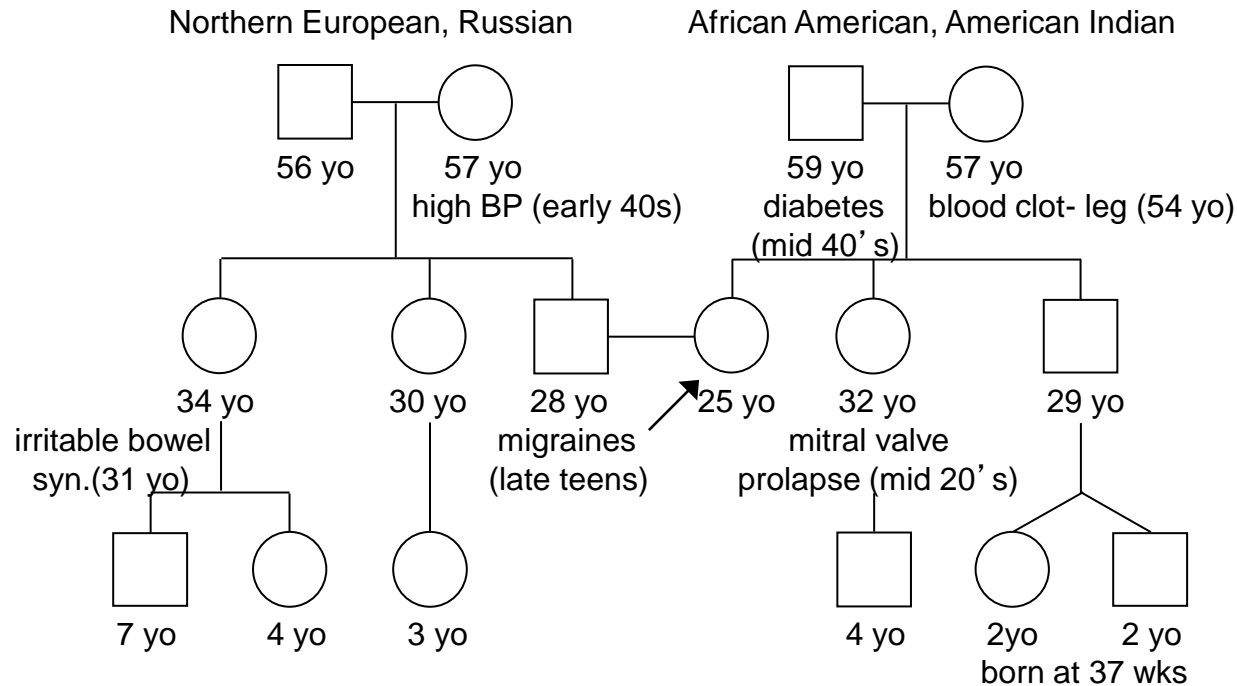 Northern European, Russian
African American, American Indian
56 yo
57 yo
high BP (early 40s)
59 yo
diabetes
(mid 40’s)
57 yo
blood clot- leg (54 yo)
34 yo
irritable bowel
syn.(31 yo)
30 yo
28 yo
migraines
(late teens)
25 yo
32 yo
mitral valve
prolapse (mid 20’s)
29 yo
7 yo
4 yo
3 yo
4 yo
2yo
2 yo
born at 37 wks